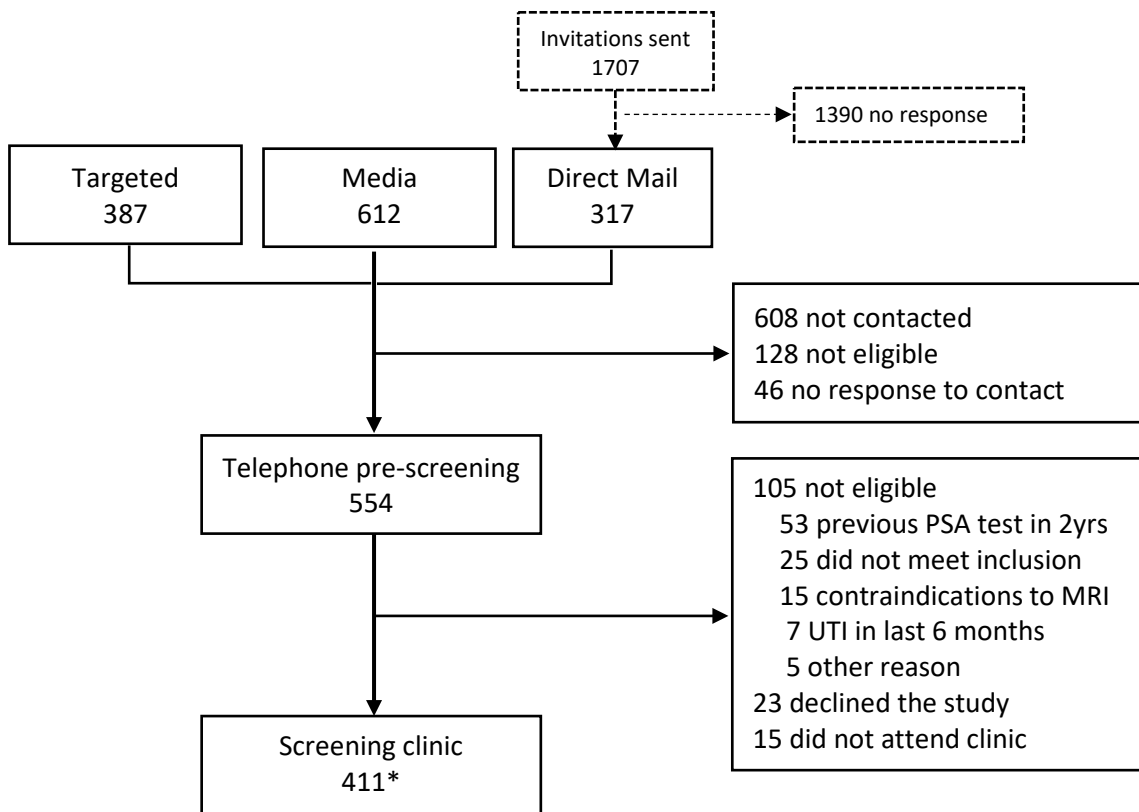 Invitations sent
1707
1390 no response
Targeted
387
Media
612
Direct Mail
317
608 not contacted
128 not eligible
46 no response to contact
Telephone pre-screening
554
105 not eligible
53 previous PSA test in 2yrs
25 did not meet inclusion
15 contraindications to MRI
7 UTI in last 6 months
5 other reason
23 declined the study
15 did not attend clinic
Screening clinic
411*